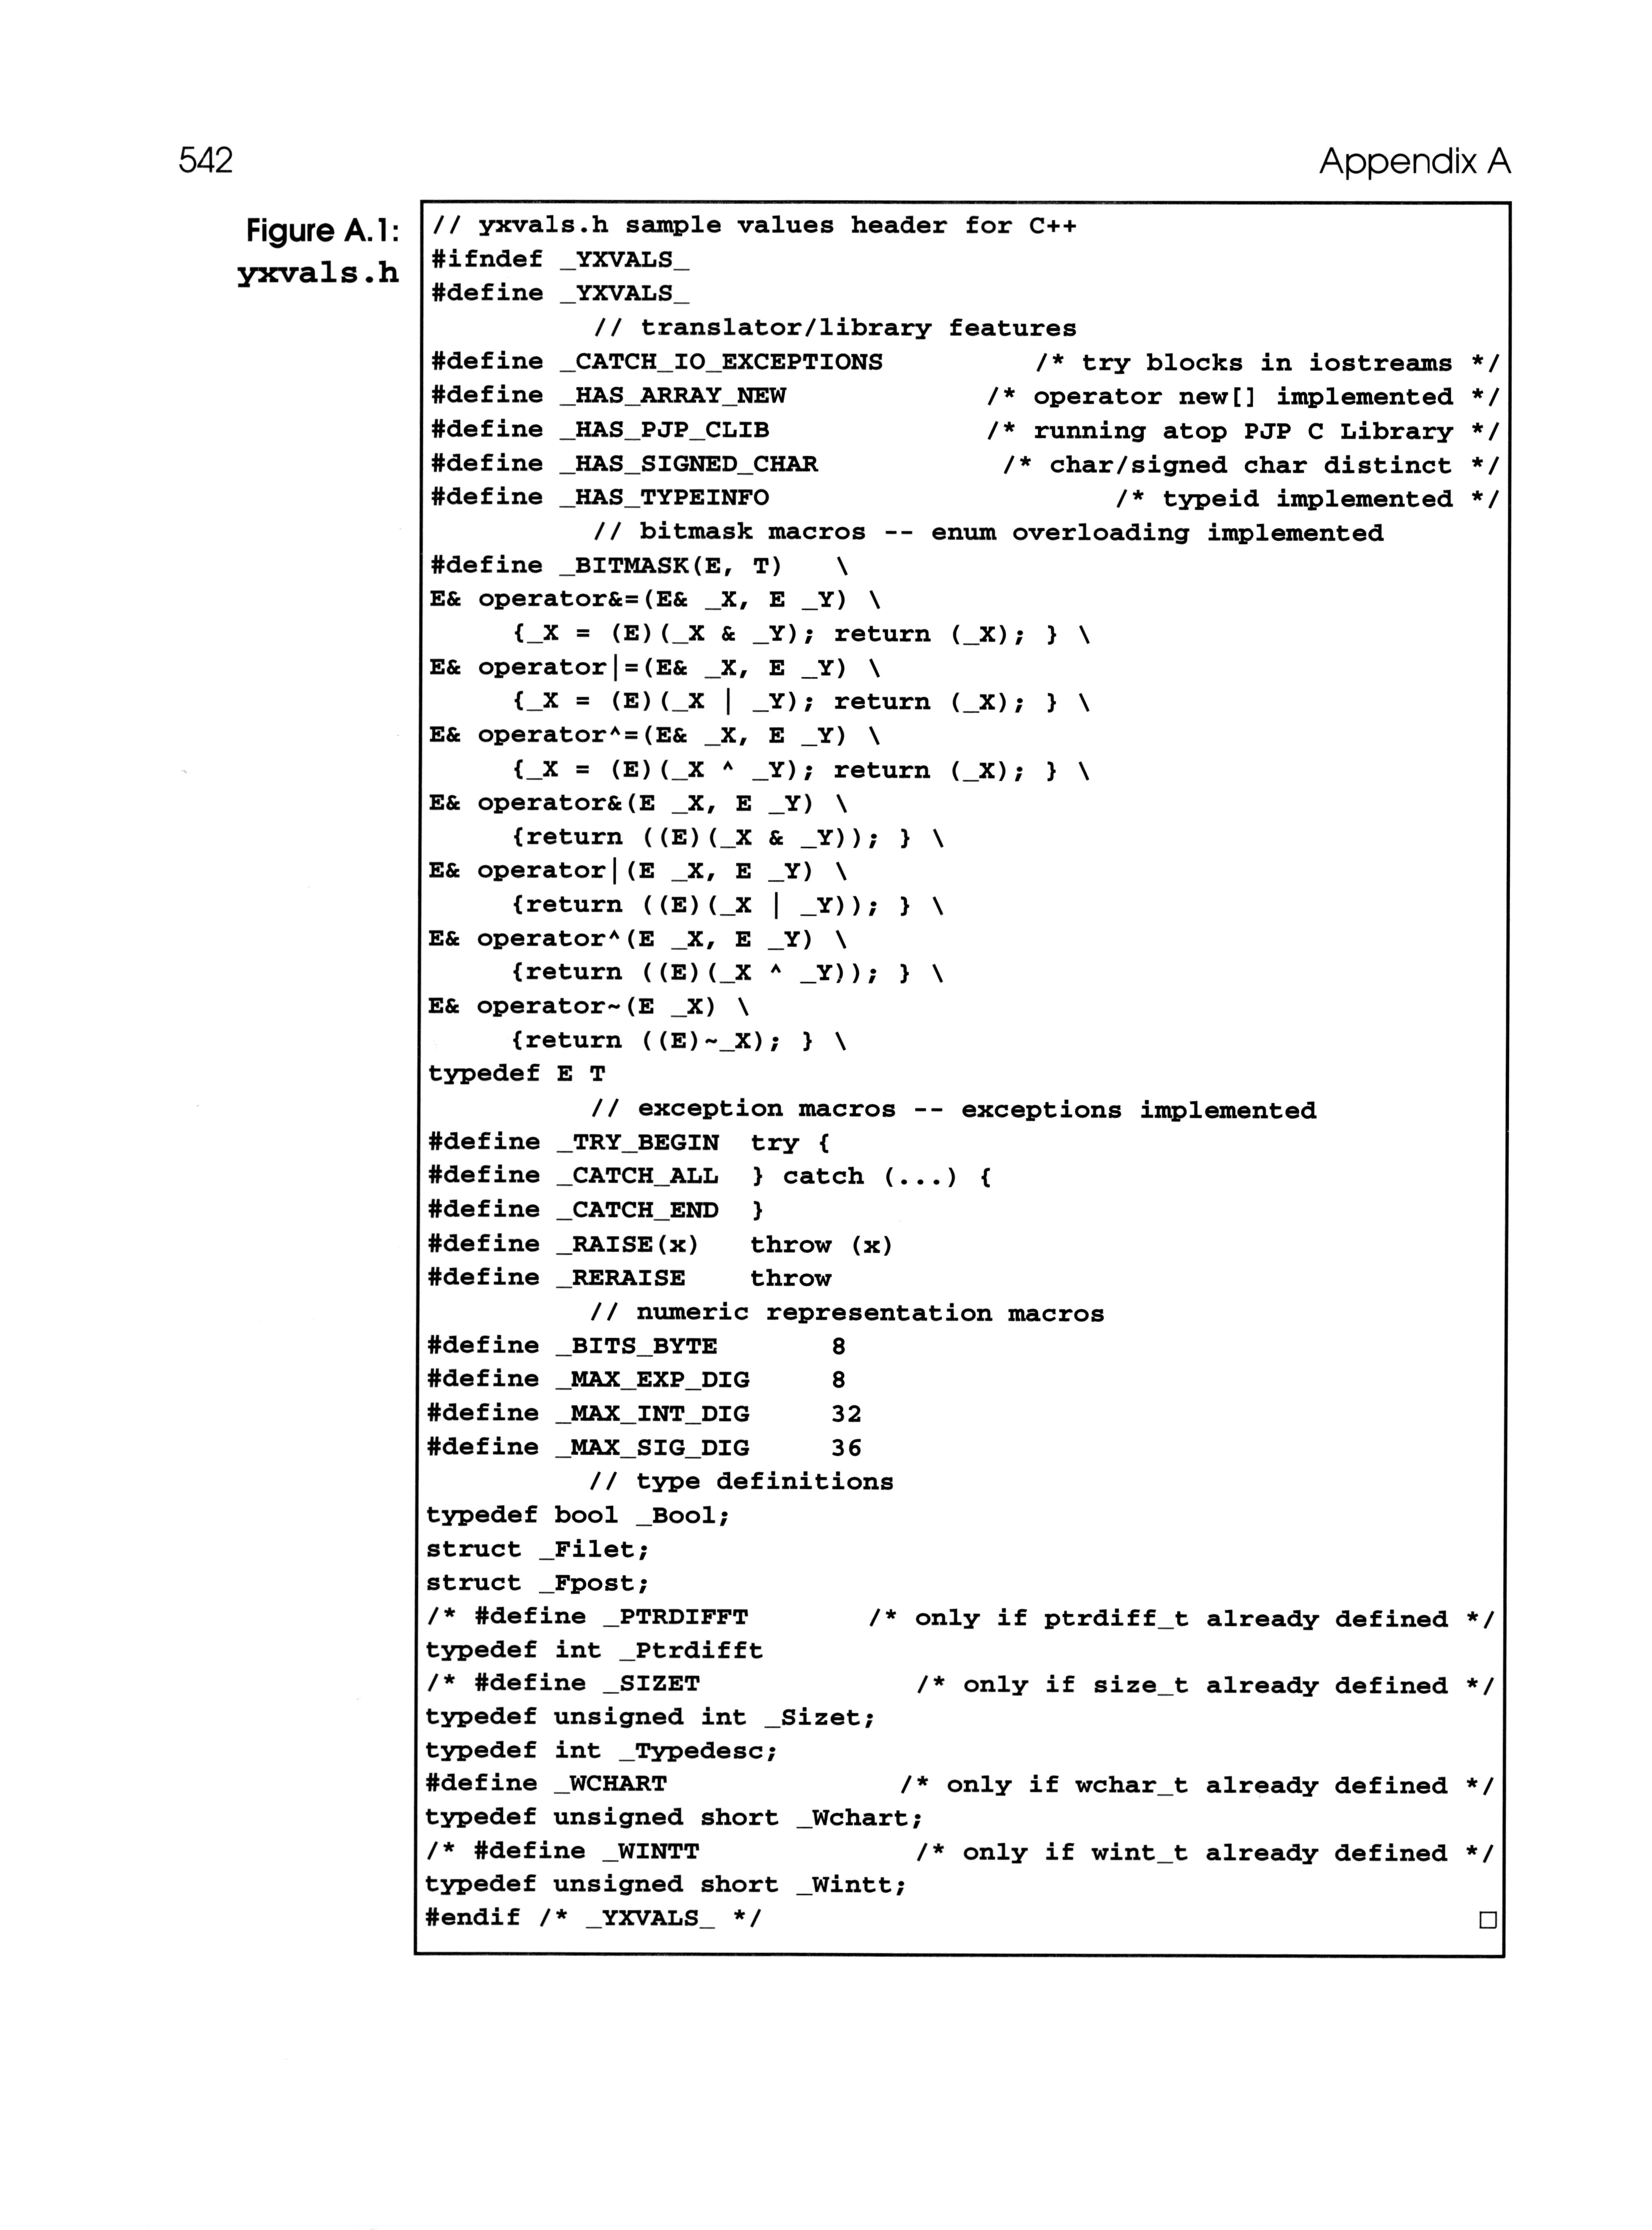 542
Appendix A
Figure A.1:
yxvals.h
// yxvals.h sample values header for C++
#ifndef _YXVALS_
#define _YXVALS_
// translator/library features
#define _CATCH_IO_EXCEPTIONS /* try blocks in iostreams */
#define _HAS_ARRAY_NEW /* operator new[] implemented */
#define _HAS_PJP_CLIB /* running atop PJP C Library */
#define _HAS_SIGNED_CHAR /* char/signed char distinct */
#define _HAS_TYPEINFO /* typeid implemented */
// bitmask macros -- enum overloading implemented
#define _BITMASK(E, T) \
E& operator&=(E& _X, E _Y) \
{_X = (E)(_X & _Y); return (_X); } \
E& operator|=(E& _X, E _Y) \
{_X = (E)(_X | _Y); return (_X); } \
E& operator^=(E& _X, E _Y) \
{_X = (E)(_X ^ _Y); return (_X); } \
E& operator&(E _X, E _Y) \
{return ((E)(_X & _Y)); } \
E& operator|(E _X, E _Y) \
{return ((E)(_X | _Y)); } \
E& operator^(E _X, E _Y) \
{return ((E)(_X ^ _Y)); } \
E& operator~(E _X) \
{return ((E)~_X); } \
typedef E T
// exception macros -- exceptions implemented
#define _TRY_BEGIN try {
#define _CATCH_ALL } catch (...) {
#define _CATCH_END }
#define _RAISE(x) throw (x)
#define _RERAISE throw
// numeric representation macros
#define _BITS_BYTE 8
#define _MAX_EXP_DIG 8
#define _MAX_INT_DIG 32
#define _MAX_SIG_DIG 36
// type definitions
typedef bool _Bool;
struct _Filet;
struct _Fpost;
/* #define _PTRDIFFT /* only if ptrdiff_t already defined */
typedef int _Ptrdifft
/* #define _SIZET /* only if size_t already defined */
typedef unsigned int _Sizet;
typedef int _Typedesc;
#define _WCHART /* only if wchar_t already defined */
typedef unsigned short _Wchart;
/* #define _WINTT /* only if wint_t already defined */
typedef unsigned short _Wintt;
#endif /* _YXVALS_ */ □